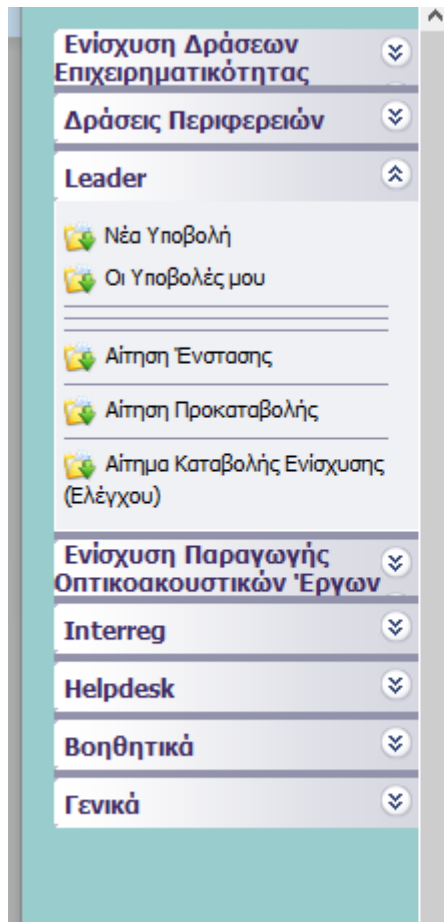 Ενίσχυση Δράσεων
Επιχειρηματικότητας
Δράσεις Περιφερειών
Leader
Νέα Υποβολή
Οι Υποβολές μου
Αίτηση Ένστασης
Αίτηση Προκαταβολής
Αίτημα Καταβολής Ενίσχυσης
(Ελέγχου)
Ενίσχυση Παραγωγής
Οπτικοακουστικών Έργων
Interreg
Helpdesk
Βοηθητικά
Γενικά